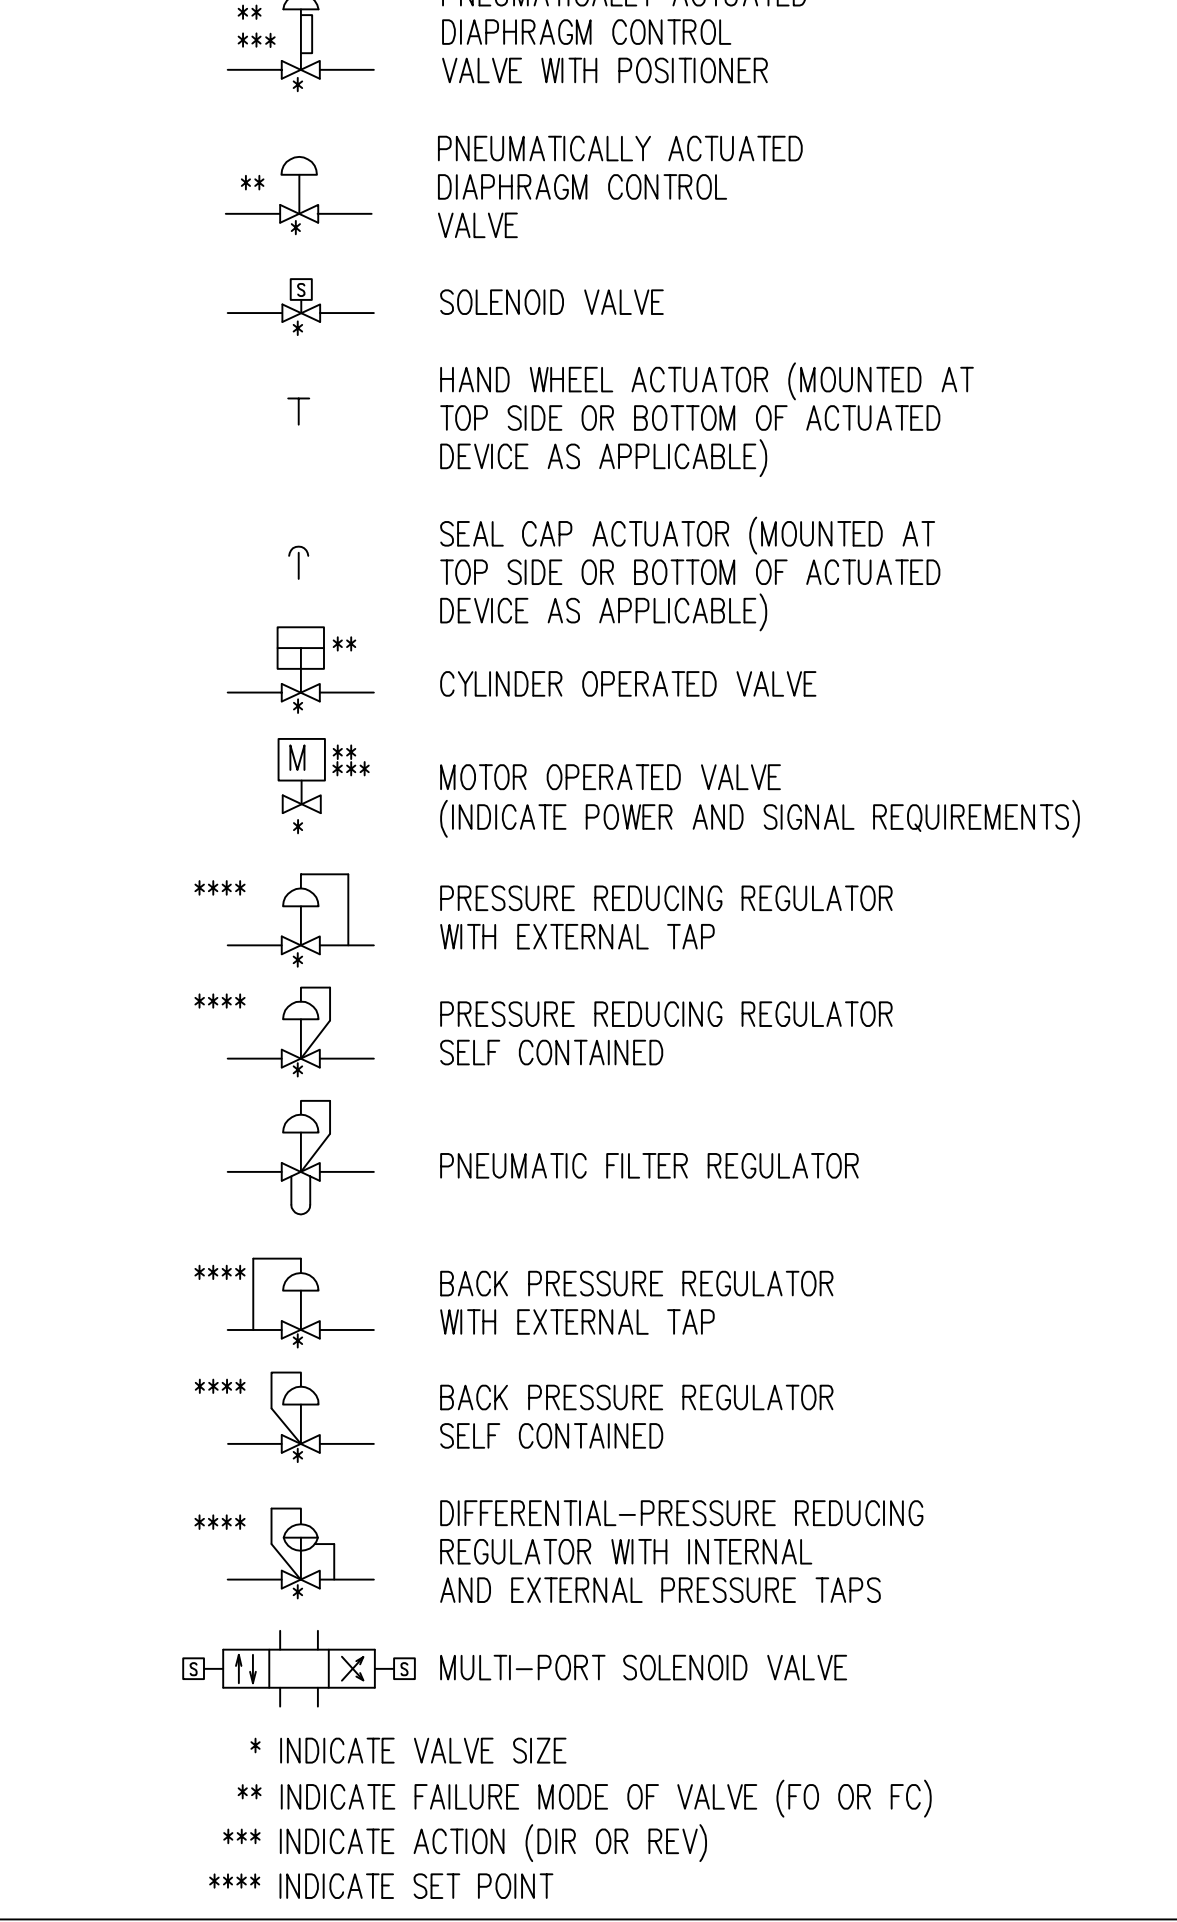 **
PNEUMATICALLY ACTUATED
***
DIAPHRAGM CONTROL
VALVE WITH POSITIONER
*
PNEUMATICALLY ACTUATED
**
DIAPHRAGM CONTROL
VALVE
*
S
SOLENOID VALVE
*
HAND WHEEL ACTUATOR (MOUNTED AT
TOP SIDE OR BOTTOM OF ACTUATED
DEVICE AS APPLICABLE)
SEAL CAP ACTUATOR (MOUNTED AT
TOP SIDE OR BOTTOM OF ACTUATED
DEVICE AS APPLICABLE)
**
CYLINDER OPERATED VALVE
*
M
**
***
MOTOR OPERATED VALVE
(INDICATE POWER AND SIGNAL REQUIREMENTS)
*
****
PRESSURE REDUCING REGULATOR
WITH EXTERNAL TAP
*
****
PRESSURE REDUCING REGULATOR
SELF CONTAINED
*
PNEUMATIC FILTER REGULATOR
****
BACK PRESSURE REGULATOR
WITH EXTERNAL TAP
*
****
BACK PRESSURE REGULATOR
SELF CONTAINED
*
****
DIFFERENTIAL-PRESSURE REDUCING
REGULATOR WITH INTERNAL
AND EXTERNAL PRESSURE TAPS
*
S S MULTI-PORT SOLENOID VALVE
* INDICATE VALVE SIZE
** INDICATE FAILURE MODE OF VALVE (FO OR FC)
*** INDICATE ACTION (DIR OR REV)
**** INDICATE SET POINT